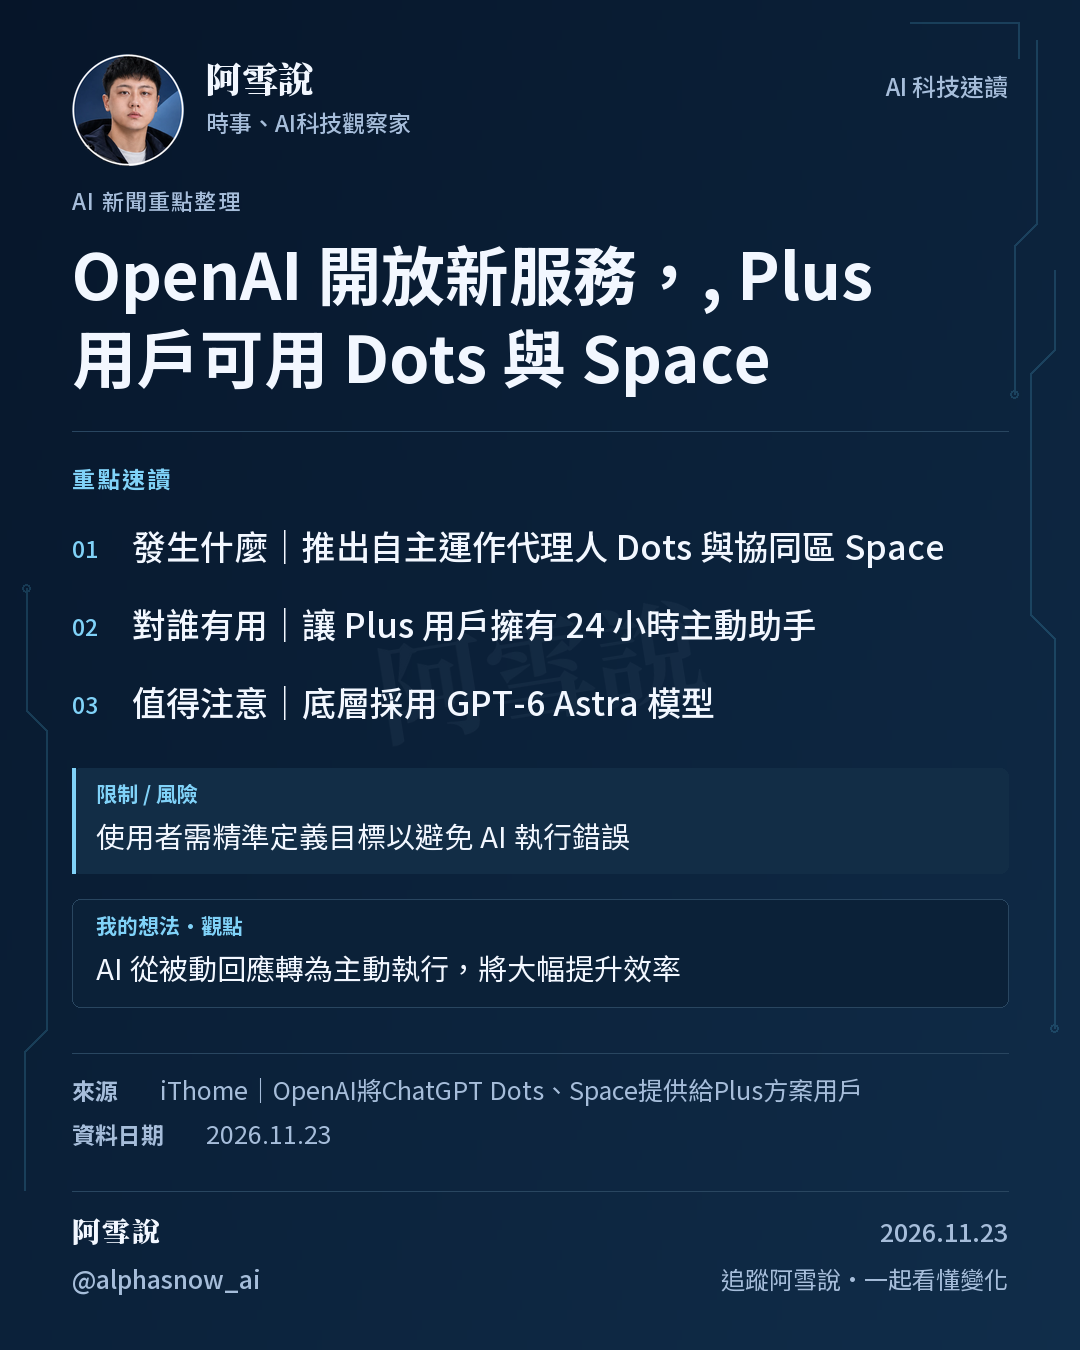 阿雪說
時事、AI科技觀察家
AI 科技速讀
AI 新聞重點整理
OpenAI 開放新服務，, Plus
用戶可用 Dots 與 Space
重點速讀
01 發生什麼｜推出自主運作代理人 Dots 與協同區 Space
02 對誰有用｜讓 Plus 用戶擁有 24 小時主動助手
03 值得注意｜底層採用 GPT-6 Astra 模型
阿雪說
限制 / 風險
使用者需精準定義目標以避免 AI 執行錯誤
我的想法・觀點
AI 從被動回應轉為主動執行，將大幅提升效率
來源 iThome｜OpenAI將ChatGPT Dots、Space提供給Plus方案用戶
資料日期 2026.11.23
阿雪說
2026.11.23
@alphasnow_ai
追蹤阿雪說・一起看懂變化